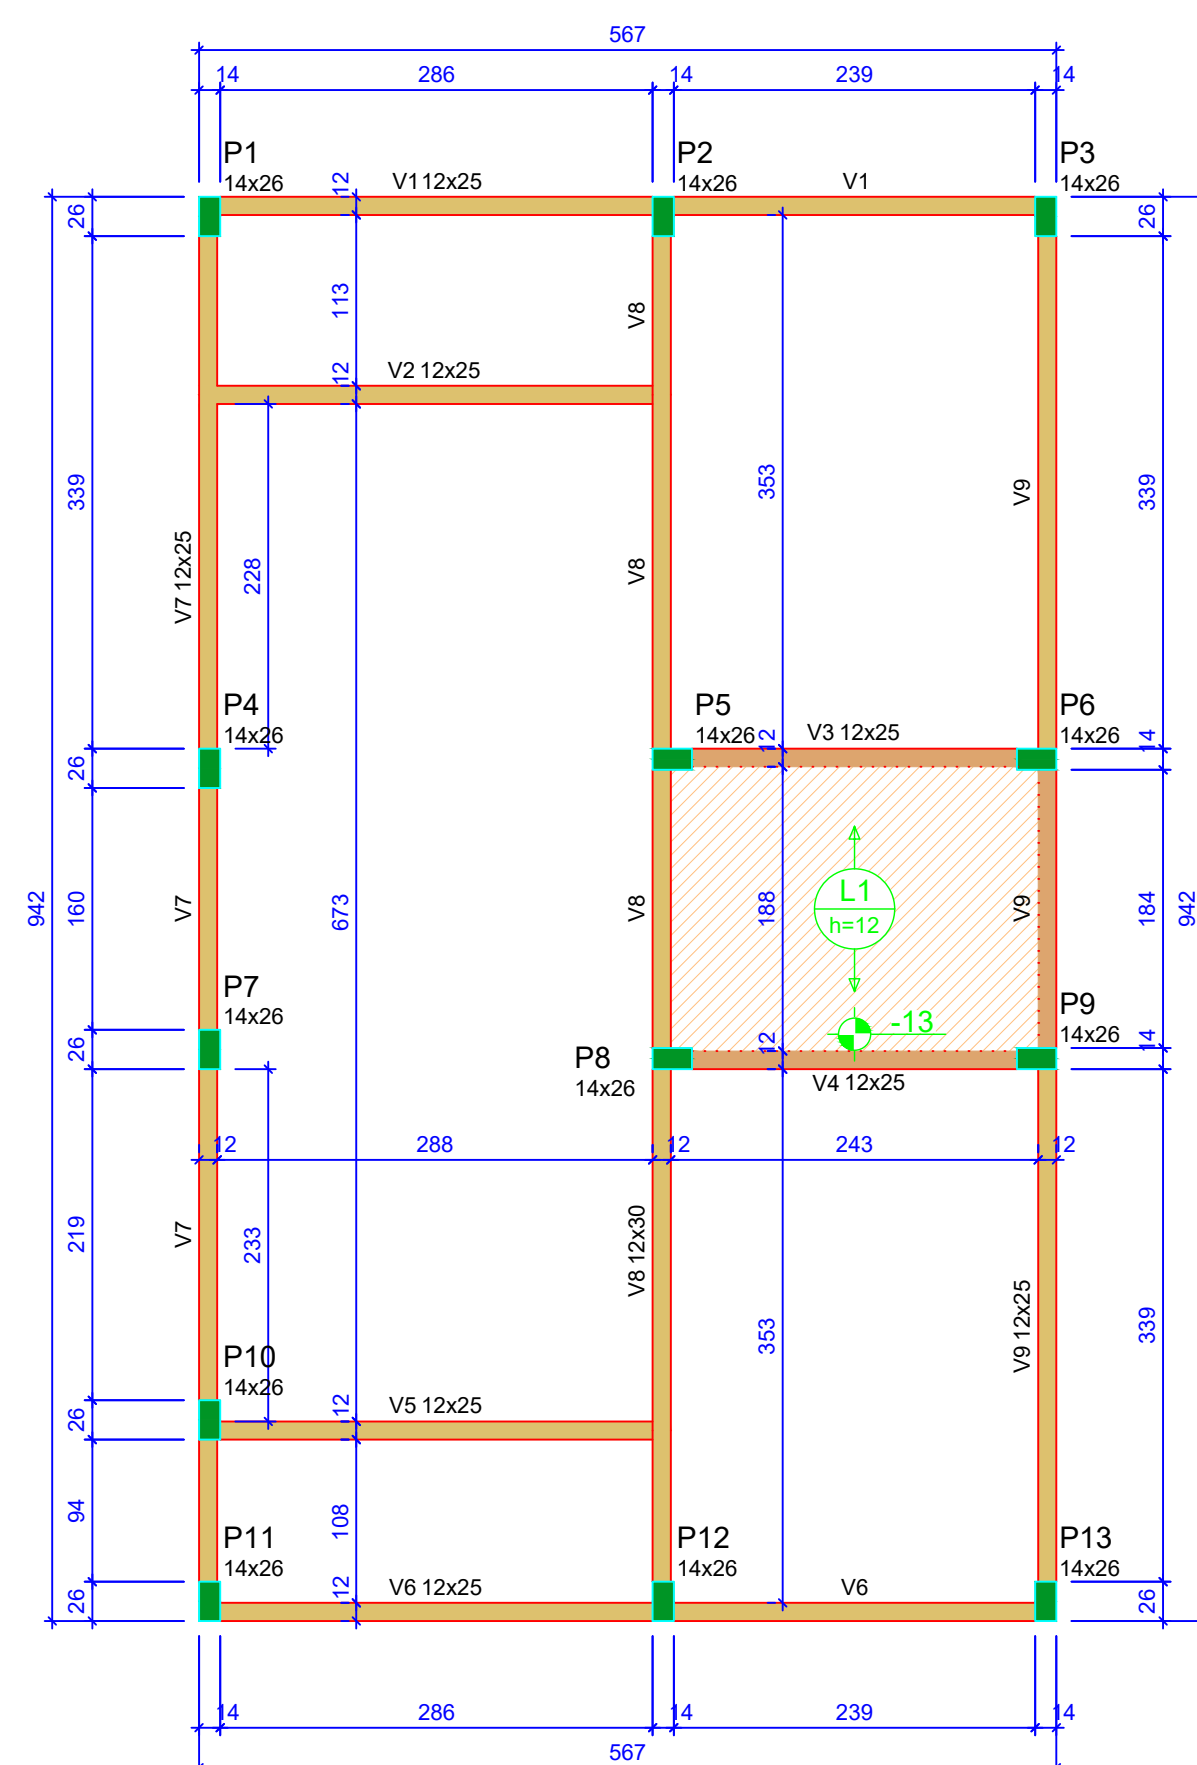 567
14 286 14 239 14
P1 P2 P3
14x26 12 V1 12x25 14x26 V1 14x26
26 26
113 V8
12 V2 12x25
339 353 V9 339
V7 12x25 228 V8
P4 P5 P6
14x26 14x26 12 V3 12x25 14x26 14
26
L1
942 160 V7 673 V8 188 h=12 V9 184 942
P7 P9
14x26 -13 14x26
26 12 14
P8
14x26 V4 12x25
12 288 12 243 12
219 V7 233 V8 12x30
353 V9 12x25 339
P10
14x26
26 12 V5 12x25
94 108
P11 P12 P13
14x26 14x26 14x26
26 12 V6 12x25 V6 26
14 286 14 239 14
567